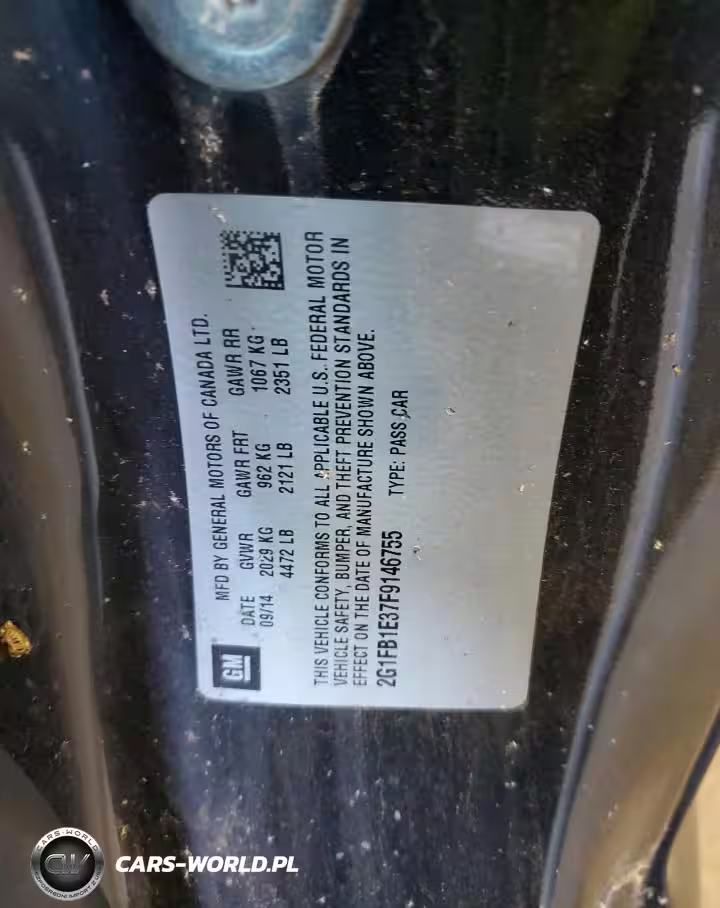 GM
MFD BY GENERAL MOTORS OF CANADA LTD.
DATE GVWR GAWR FRT GAWR RR
09/14 2029 KG 962 KG 1067 KG
4472 LB 2121 LB 2351 LB
THIS VEHICLE CONFORMS TO ALL APPLICABLE U.S. FEDERAL MOTOR
VEHICLE SAFETY, BUMPER, AND THEFT PREVENTION STANDARDS IN
EFFECT ON THE DATE OF MANUFACTURE SHOWN ABOVE.
2G1FB1E37F9146755 TYPE: PASS CAR
CARS-WORLD
CW
CARS-WORLD.PL